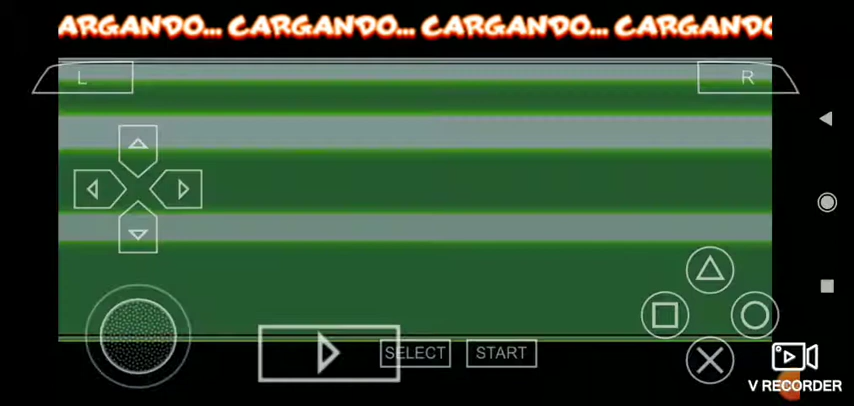 ARGANDO... CARGANDO... CARGANDO... CARGANDO
L R
SELECT START
V RECORDER